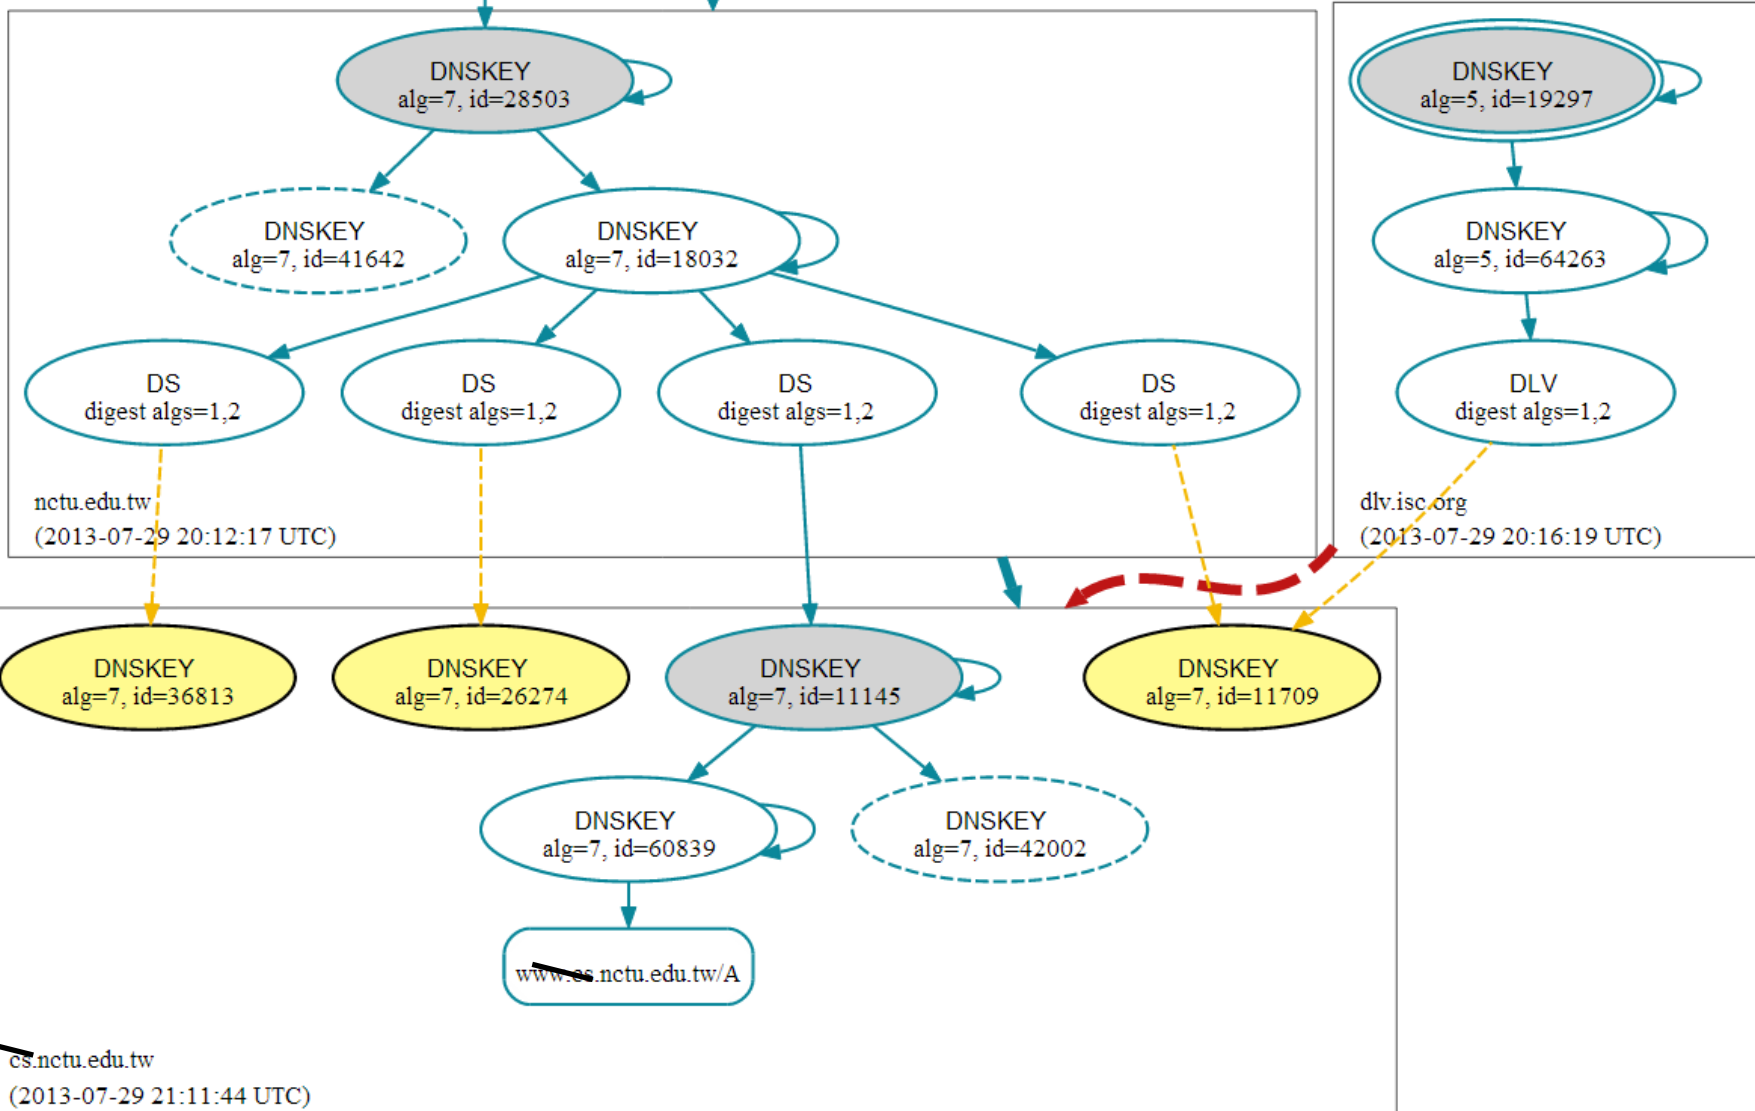 DNSKEY
alg=7, id=28503
DNSKEY
alg=5, id=19297
DNSKEY
alg=7, id=41642
DNSKEY
alg=7, id=18032
DNSKEY
alg=5, id=64263
DS
digest algs=1,2
DS
digest algs=1,2
DS
digest algs=1,2
DS
digest algs=1,2
DLV
digest algs=1,2
nctu.edu.tw
(2013-07-29 20:12:17 UTC)
dlv.isc.org
(2013-07-29 20:16:19 UTC)
DNSKEY
alg=7, id=36813
DNSKEY
alg=7, id=26274
DNSKEY
alg=7, id=11145
DNSKEY
alg=7, id=11709
DNSKEY
alg=7, id=60839
DNSKEY
alg=7, id=42002
www.cs.nctu.edu.tw/A
cs.nctu.edu.tw
(2013-07-29 21:11:44 UTC)